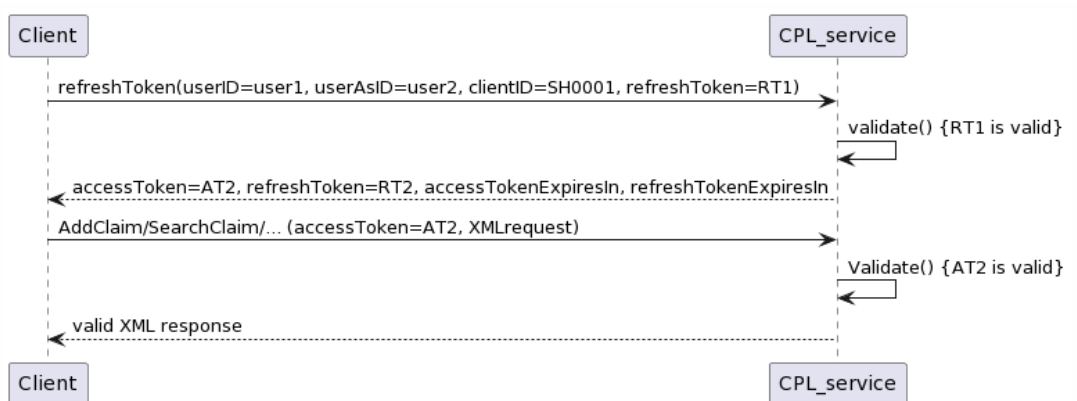 Client CPL_service
refreshToken(userID=user1, userAsID=user2, clientID=SH0001, refreshToken=RT1)
validate() {RT1 is valid}
accessToken=AT2, refreshToken=RT2, accessTokenExpiresIn, refreshTokenExpiresIn
AddClaim/SearchClaim/... (accessToken=AT2, XMLrequest)
Validate() {AT2 is valid}
valid XML response
Client CPL_service